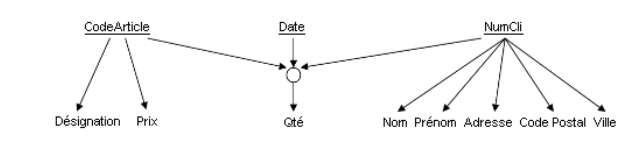 CodeArticle Date NumCli
Désignation Prix Qté Nom Prénom Adresse Code Postal Ville